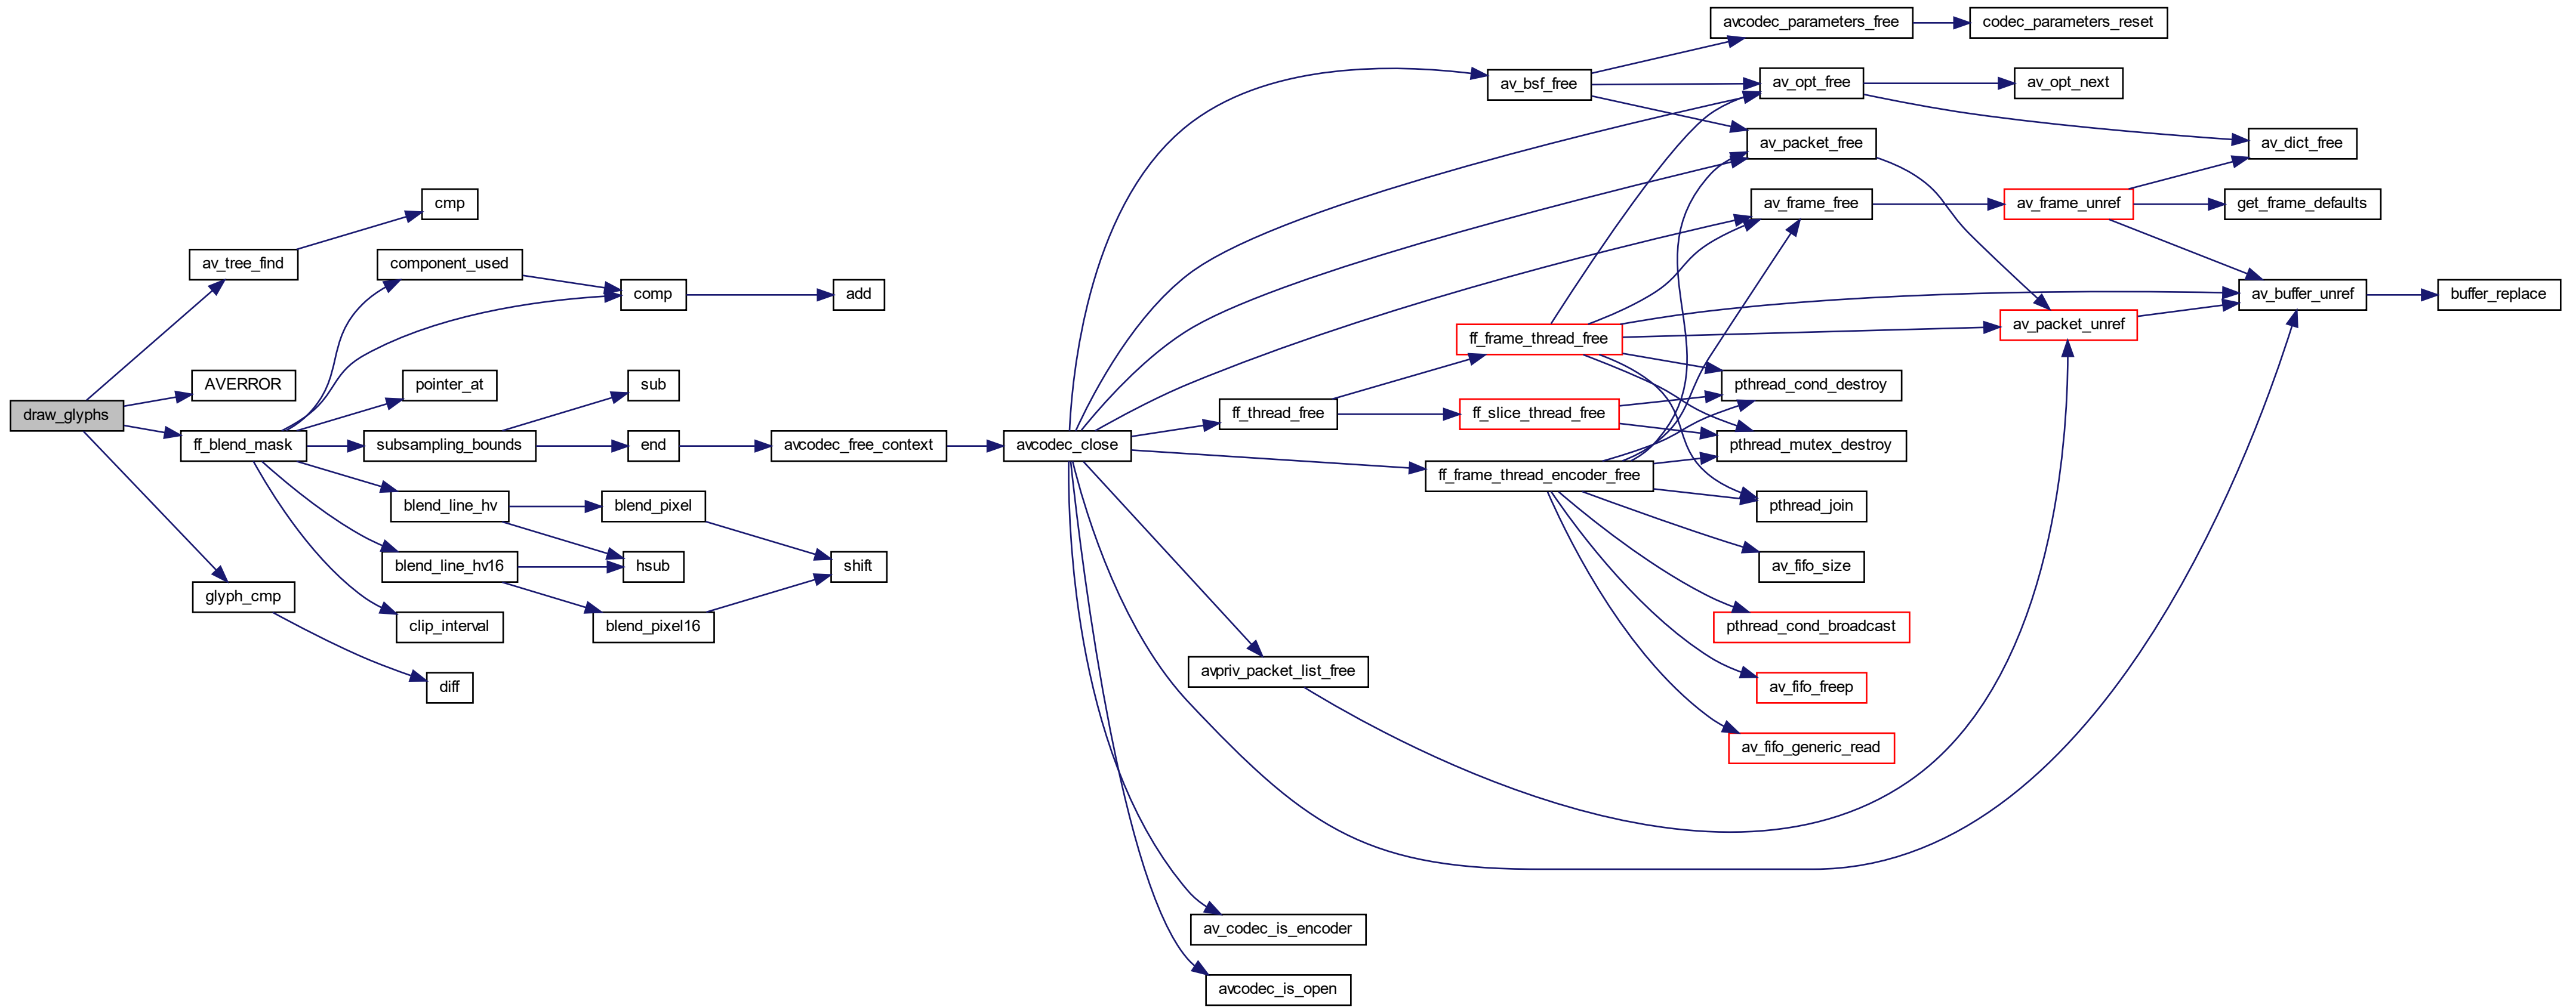 draw_glyphs
av_tree_find
AVERROR
ff_blend_mask
glyph_cmp
cmp
component_used
pointer_at
subsampling_bounds
blend_line_hv
blend_line_hv16
clip_interval
diff
comp
sub
end
blend_pixel
hsub
blend_pixel16
add
avcodec_free_context
shift
avcodec_close
ff_thread_free
avpriv_packet_list_free
av_codec_is_encoder
avcodec_is_open
av_bsf_free
ff_frame_thread_free
ff_slice_thread_free
ff_frame_thread_encoder_free
avcodec_parameters_free
av_opt_free
av_packet_free
av_frame_free
pthread_cond_destroy
pthread_mutex_destroy
pthread_join
av_fifo_size
pthread_cond_broadcast
av_fifo_freep
av_fifo_generic_read
codec_parameters_reset
av_opt_next
av_frame_unref
av_packet_unref
av_dict_free
get_frame_defaults
av_buffer_unref
buffer_replace